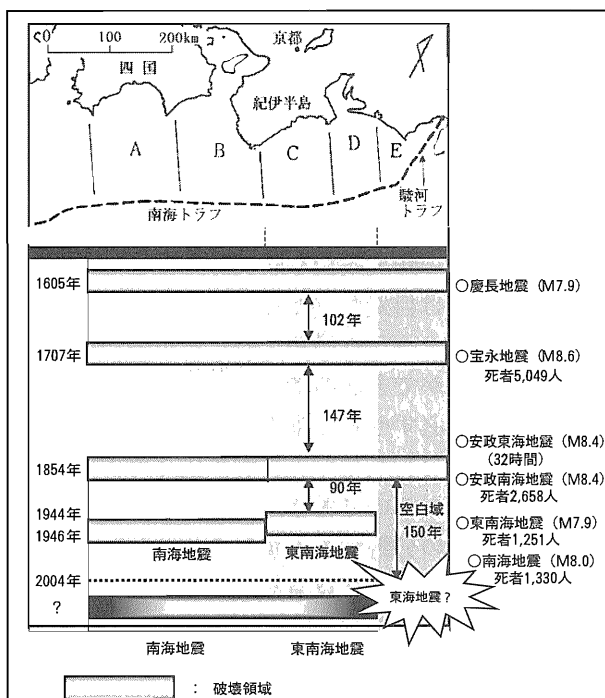 0 100 200km
京都
四国
紀伊半島
A B C D E
駿河
トラフ
南海トラフ
1605年
○慶長地震（M7.9）
102年
1707年
○宝永地震（M8.6）
死者5,049人
147年
○安政東海地震（M8.4）
（32時間）
1854年
○安政南海地震（M8.4）
死者2,658人
90年
空白域
150年
1944年
○東南海地震（M7.9）
死者1,251人
1946年
南海地震 東南海地震
○南海地震（M8.0）
死者1,330人
2004年
東海地震？
？
南海地震 東南海地震
： 破壊領域